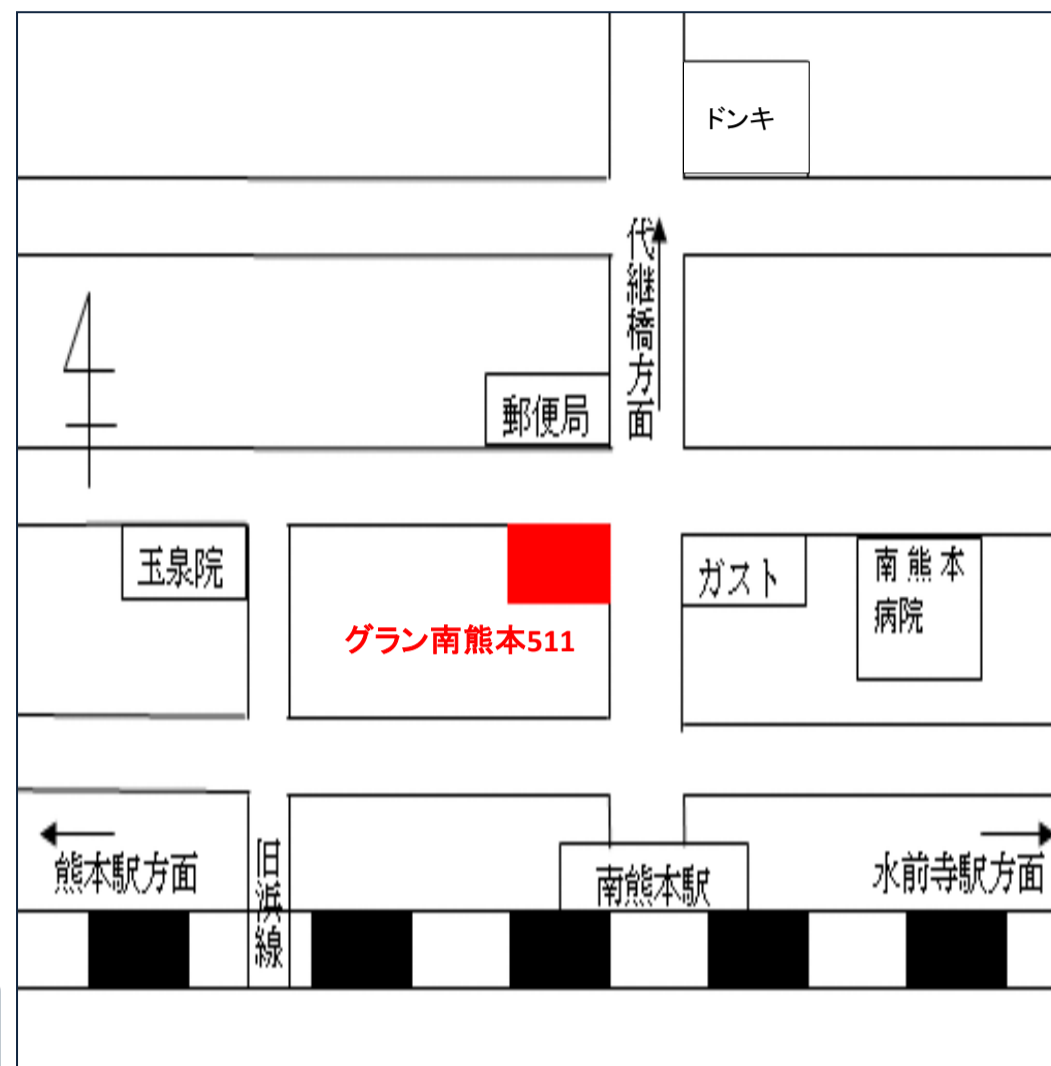 ドンキ
代継橋方面
郵便局
玉泉院
ガスト
南熊本
病院
グラン南熊本511
熊本駅方面
旧浜線
南熊本駅
水前寺駅方面